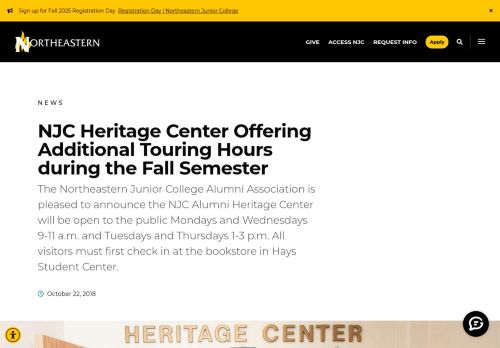 Sign up for Fall 2025 Registration Day Registration Day | Northeastern Junior College ×
NORTHEASTERN
GIVE ACCESS NJC REQUEST INFO Apply
NEWS
NJC Heritage Center Offering
Additional Touring Hours
during the Fall Semester
The Northeastern Junior College Alumni Association is
pleased to announce the NJC Alumni Heritage Center
will be open to the public Mondays and Wednesdays
9-11 a.m. and Tuesdays and Thursdays 1-3 p.m. All
visitors must first check in at the bookstore in Hays
Student Center.
October 22, 2018
HERITAGE CENTER